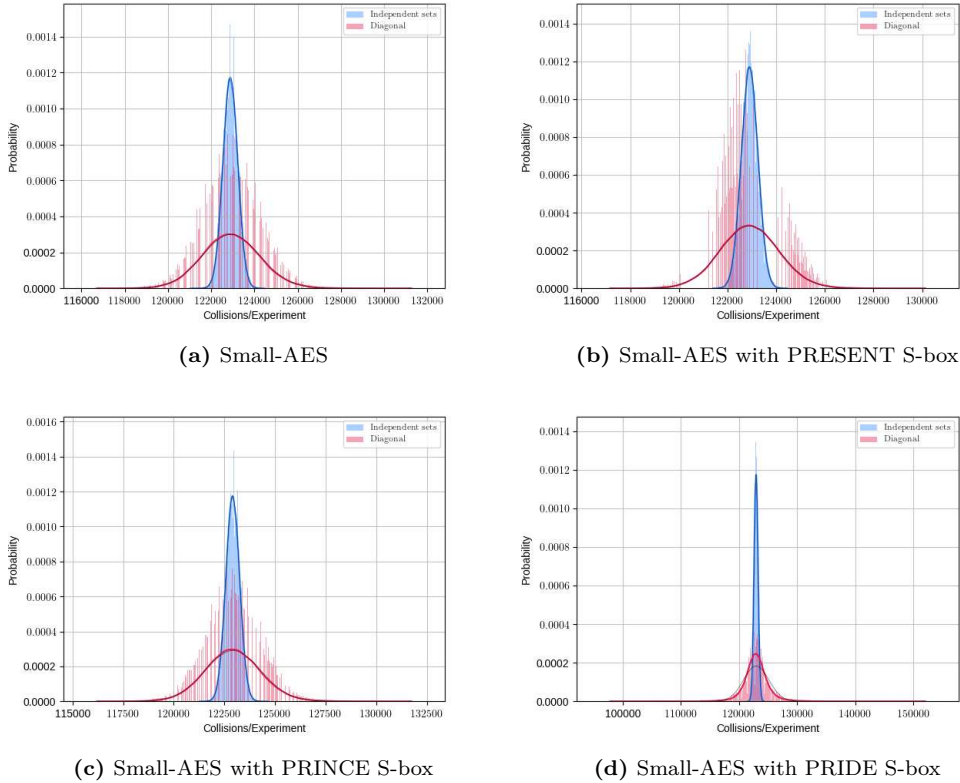 Independent sets
Diagonal
0.0014
0.0012
0.0010
0.0008
0.0006
0.0004
0.0002
0.0000
Probability
116000 118000 120000 122000 124000 126000 128000 130000 132000
Collisions/Experiment
(a) Small-AES
Independent sets
Diagonal
0.0014
0.0012
0.0010
0.0008
0.0006
0.0004
0.0002
0.0000
Probability
116000 118000 120000 122000 124000 126000 128000 130000
Collisions/Experiment
(b) Small-AES with PRESENT S-box
Independent sets
Diagonal
0.0016
0.0014
0.0012
0.0010
0.0008
0.0006
0.0004
0.0002
0.0000
Probability
115000 117500 120000 122500 125000 127500 130000 132500
Collisions/Experiment
(c) Small-AES with PRINCE S-box
Independent sets
Diagonal
0.0014
0.0012
0.0010
0.0008
0.0006
0.0004
0.0002
0.0000
Probability
100000 110000 120000 130000 140000 150000
Collisions/Experiment
(d) Small-AES with PRIDE S-box